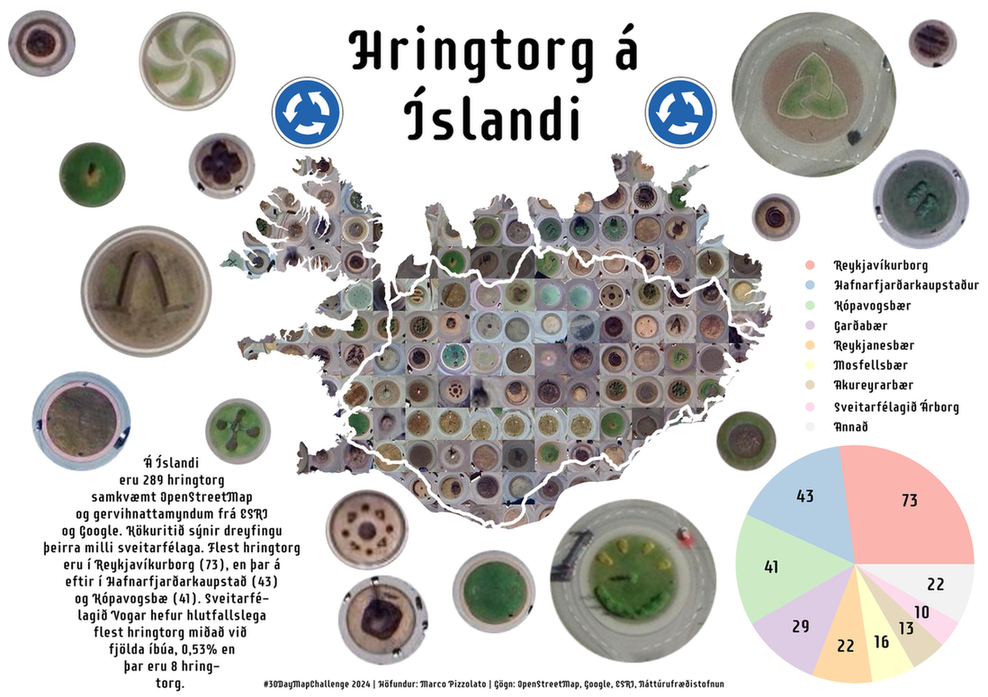 Hringtorg á
Íslandi
Reykjavíkurborg
Hafnarfjarðarkaupstaður
Kópavogsbær
Garðabær
Reykjanesbær
Mosfellsbær
Akureyrarbær
Sveitarfélagið Árborg
Annað
73
43
41
29
22
16
13
10
22
Á Íslandi
eru 289 hringtorg
samkvæmt OpenStreetMap
og gervihnattamyndum frá ESRI
og Google. Kökuritið sýnir dreyfingu
þeirra milli sveitarfélaga. Flest hringtorg
eru í Reykjavíkurborg (73), en þar á
eftir í Hafnarfjarðarkaupstað (43)
og Kópavogsbæ (41). Sveitarfé-
lagið Vogar hefur hlutfallslega
flest hringtorg miðað við
fjölda íbúa, 0,53% en
þar eru 8 hring-
torg.
#30DayMapChallenge 2024 | Höfundur: Marco Pizzolato | Gögn: OpenStreetMap, Google, ESRI, Náttúrufræðistofnun